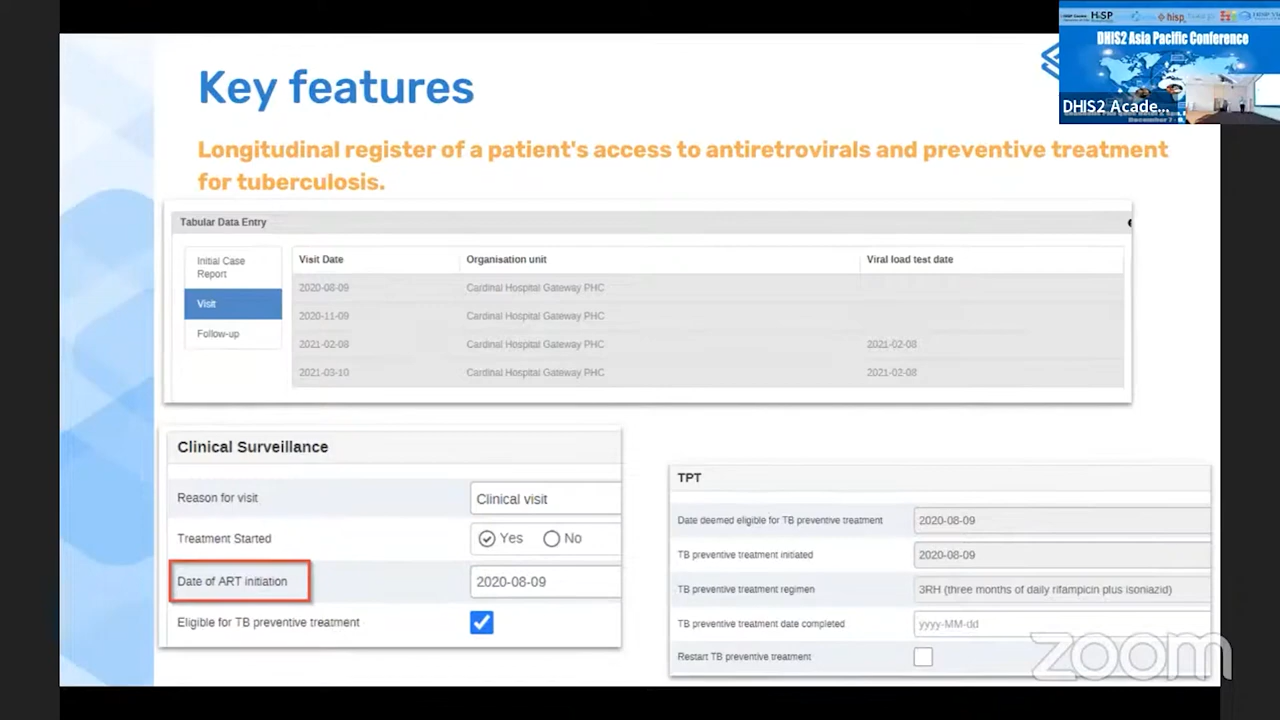 Key features
Longitudinal register of a patient's access to antiretrovirals and preventive treatment
for tuberculosis.
HISP
hisp
DHIS2 Asia Pacific Conference
DHIS2 Acade...
Tabular Data Entry
Initial Case
Report
Visit
Follow-up
Visit Date Organisation unit Viral load test date
2020-08-09 Cardinal Hospital Gateway PHC
2020-11-09 Cardinal Hospital Gateway PHC
2021-02-08 Cardinal Hospital Gateway PHC 2021-02-08
2021-03-10 Cardinal Hospital Gateway PHC 2021-02-08
Clinical Surveillance
Reason for visit Clinical visit
Treatment Started Yes No
Date of ART initiation 2020-08-09
Eligible for TB preventive treatment
TPT
Date deemed eligible for TB preventive treatment 2020-08-09
TB preventive treatment initiated 2020-08-09
TB preventive treatment regimen 3RH (three months of daily rifampicin plus isoniazid)
TB preventive treatment date completed yyyy-MM-dd
Restart TB preventive treatment
zoom